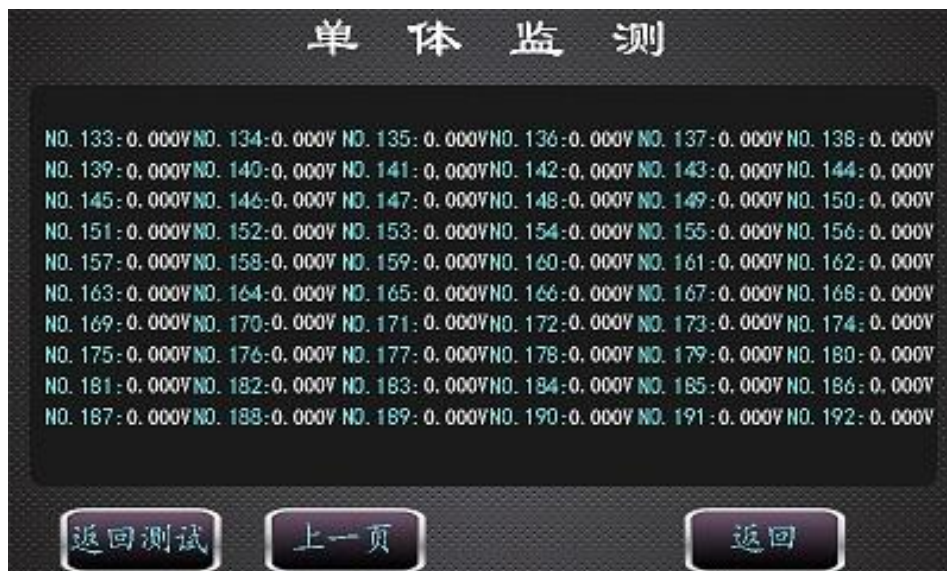 单体监测
NO. 133:0.000V NO. 134:0.000V NO. 135:0.000V NO. 136:0.000V NO. 137:0.000V NO. 138:0.000V
NO. 139:0.000V NO. 140:0.000V NO. 141:0.000V NO. 142:0.000V NO. 143:0.000V NO. 144:0.000V
NO. 145:0.000V NO. 146:0.000V NO. 147:0.000V NO. 148:0.000V NO. 149:0.000V NO. 150:0.000V
NO. 151:0.000V NO. 152:0.000V NO. 153:0.000V NO. 154:0.000V NO. 155:0.000V NO. 156:0.000V
NO. 157:0.000V NO. 158:0.000V NO. 159:0.000V NO. 160:0.000V NO. 161:0.000V NO. 162:0.000V
NO. 163:0.000V NO. 164:0.000V NO. 165:0.000V NO. 166:0.000V NO. 167:0.000V NO. 168:0.000V
NO. 169:0.000V NO. 170:0.000V NO. 171:0.000V NO. 172:0.000V NO. 173:0.000V NO. 174:0.000V
NO. 175:0.000V NO. 176:0.000V NO. 177:0.000V NO. 178:0.000V NO. 179:0.000V NO. 180:0.000V
NO. 181:0.000V NO. 182:0.000V NO. 183:0.000V NO. 184:0.000V NO. 185:0.000V NO. 186:0.000V
NO. 187:0.000V NO. 188:0.000V NO. 189:0.000V NO. 190:0.000V NO. 191:0.000V NO. 192:0.000V
返回测试 上一页 返回